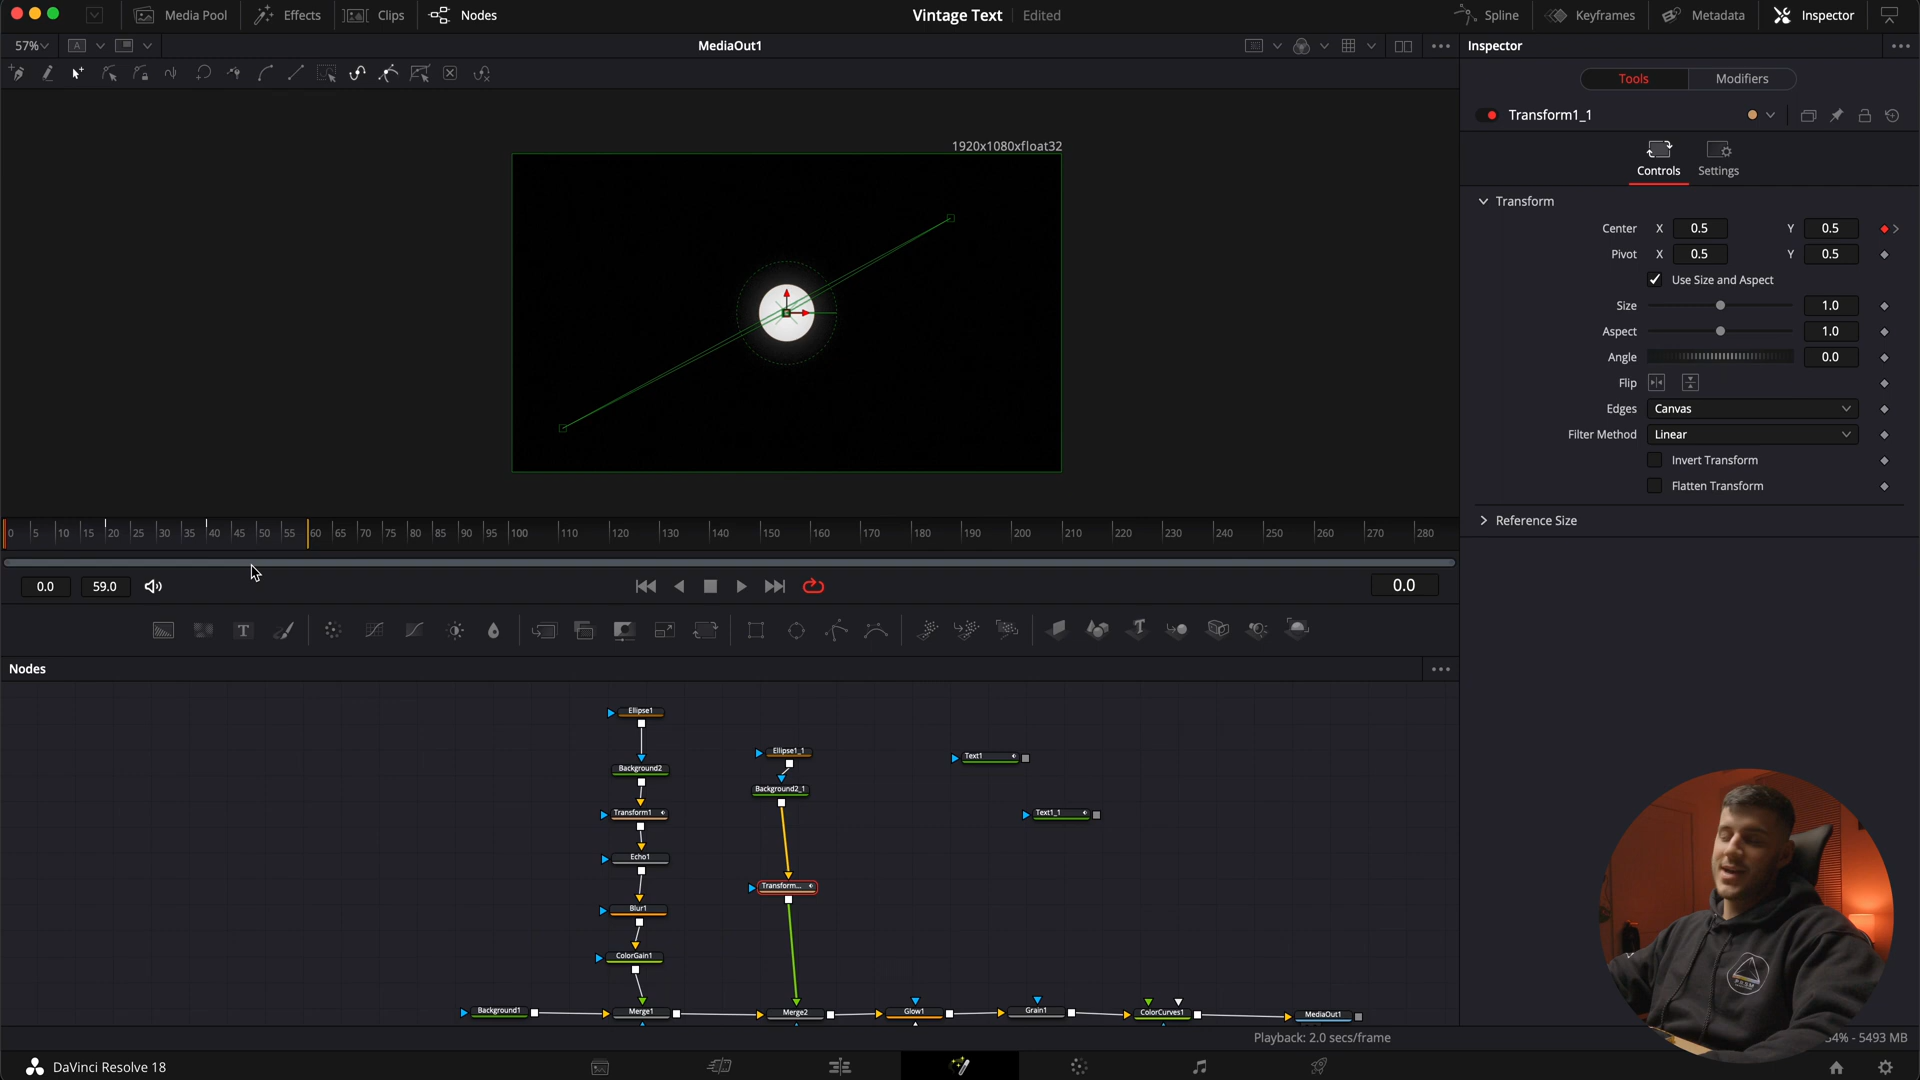 Media Pool
Effects
Clips
Nodes
Vintage Text
Edited
Spline
Keyframes
Metadata
Inspector
57%
A
MediaOut1
Inspector
Tools
Modifiers
Transform1_1
Controls
Settings
1920x1080xfloat32
Transform
Center X 0.5 Y 0.5
Pivot X 0.5 Y 0.5
Use Size and Aspect
Size 1.0
Aspect 1.0
Angle 0.0
Flip
Edges Canvas
Filter Method Linear
Invert Transform
Flatten Transform
Reference Size
0 5 10 15 20 25 30 35 40 45 50 55 65 70 75 80 85 90 95 100 110 120 130 140 150 160 170 180 190 200 210 220 230 240 250 260 270 280
0.0
59.0
0.0
T
T
Nodes
Ellipse1
Ellipse1_1
Text1
Background2
Background2_1
Transform1
Text1_1
Echo1
Transform...
Blur1
ColorGain1
Background1
Merge1
Merge2
Glow1
Grain1
ColorCurves1
MediaOut1
PRSM
Playback: 2.0 secs/frame
54% - 5493 MB
DaVinci Resolve 18